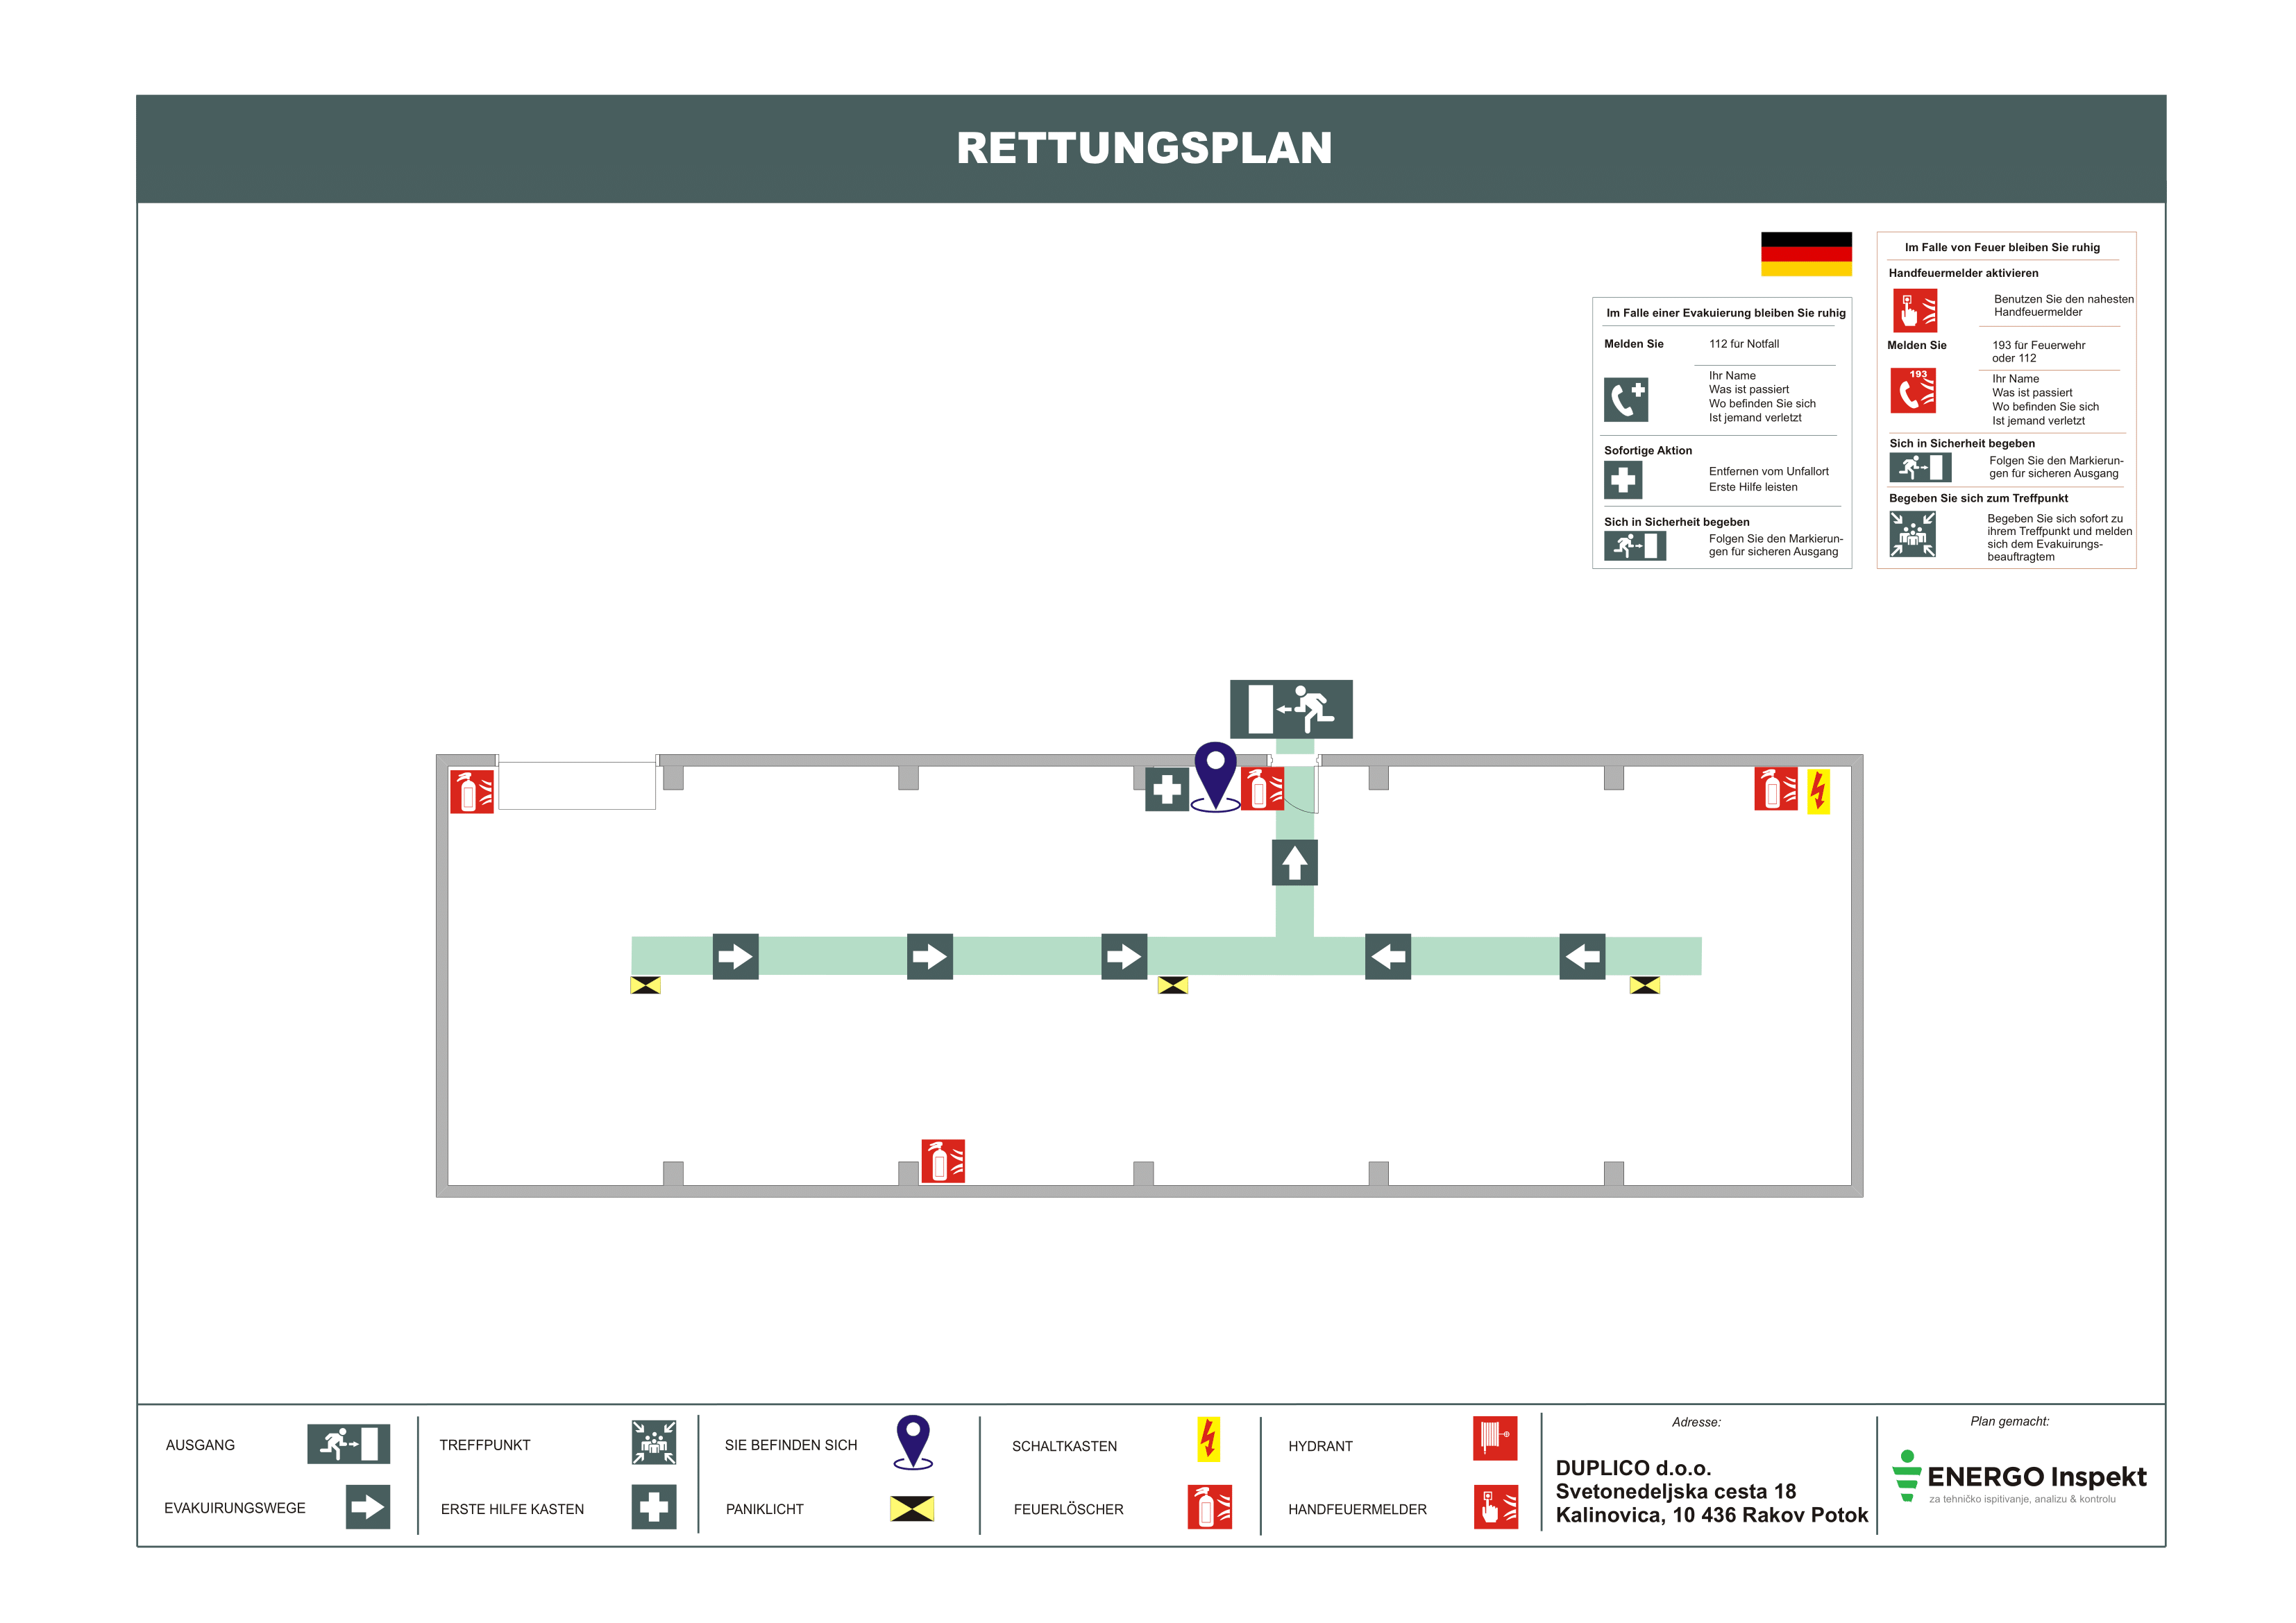 RETTUNGSPLAN
Im Falle einer Evakuierung bleiben Sie ruhig
Melden Sie 112 für Notfall
Ihr Name
Was ist passiert
Wo befinden Sie sich
Ist jemand verletzt
Sofortige Aktion
Entfernen vom Unfallort
Erste Hilfe leisten
Sich in Sicherheit begeben
Folgen Sie den Markierun-
gen für sicheren Ausgang
Im Falle von Feuer bleiben Sie ruhig
Handfeuermelder aktivieren
Benutzen Sie den nahesten
Handfeuermelder
Melden Sie 193 für Feuerwehr
oder 112
193
Ihr Name
Was ist passiert
Wo befinden Sie sich
Ist jemand verletzt
Sich in Sicherheit begeben
Folgen Sie den Markierun-
gen für sicheren Ausgang
Begeben Sie sich zum Treffpunkt
Begeben Sie sich sofort zu
ihrem Treffpunkt und melden
sich dem Evakuirungs-
beauftragtem
AUSGANG
EVAKUIRUNGSWEGE
TREFFPUNKT
ERSTE HILFE KASTEN
SIE BEFINDEN SICH
PANIKLICHT
SCHALTKASTEN
FEUERLÖSCHER
HYDRANT
HANDFEUERMELDER
Adresse:
DUPLICO d.o.o.
Svetonedeljska cesta 18
Kalinovica, 10 436 Rakov Potok
Plan gemacht:
ENERGO Inspekt
za tehničko ispitivanje, analizu & kontrolu